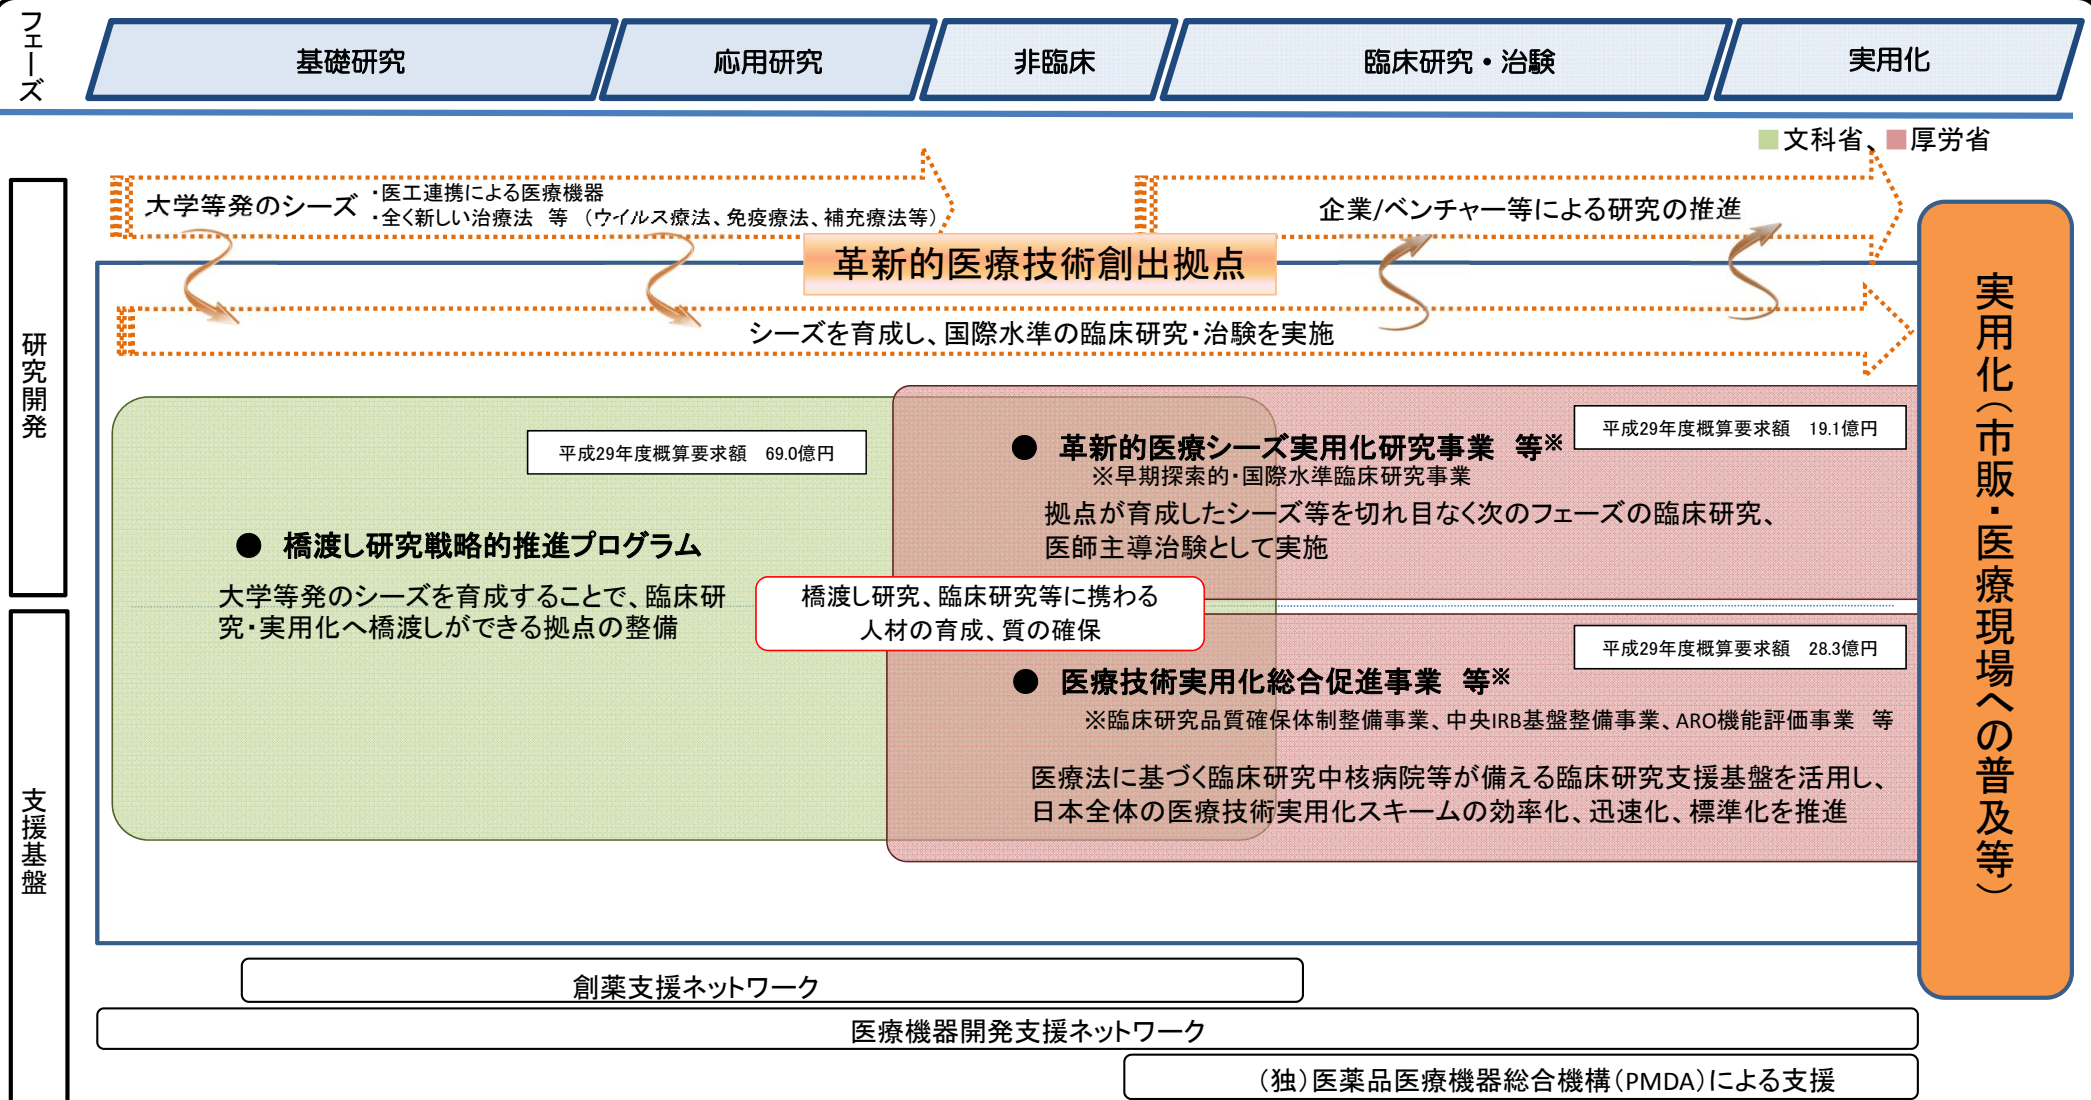 フェーズ
基礎研究
応用研究
非臨床
臨床研究・治験
実用化
■文科省、■厚労省
研究開発
大学等発のシーズ
・医工連携による医療機器
・全く新しい治療法　等　（ウイルス療法、免疫療法、補充療法等）
企業/ベンチャー等による研究の推進
革新的医療技術創出拠点
シーズを育成し、国際水準の臨床研究・治験を実施
平成29年度概算要求額　69.0億円
● 橋渡し研究戦略的推進プログラム
大学等発のシーズを育成することで、臨床研
究・実用化へ橋渡しができる拠点の整備
平成29年度概算要求額　19.1億円
● 革新的医療シーズ実用化研究事業　等※
※早期探索的・国際水準臨床研究事業
拠点が育成したシーズ等を切れ目なく次のフェーズの臨床研究、
医師主導治験として実施
橋渡し研究、臨床研究等に携わる
人材の育成、質の確保
支援基盤
平成29年度概算要求額　28.3億円
● 医療技術実用化総合促進事業　等※
※臨床研究品質確保体制整備事業、中央IRB基盤整備事業、ARO機能評価事業　等
医療法に基づく臨床研究中核病院等が備える臨床研究支援基盤を活用し、
日本全体の医療技術実用化スキームの効率化、迅速化、標準化を推進
実用化（市販・医療現場への普及等）
創薬支援ネットワーク
医療機器開発支援ネットワーク
（独）医薬品医療機器総合機構（PMDA）による支援